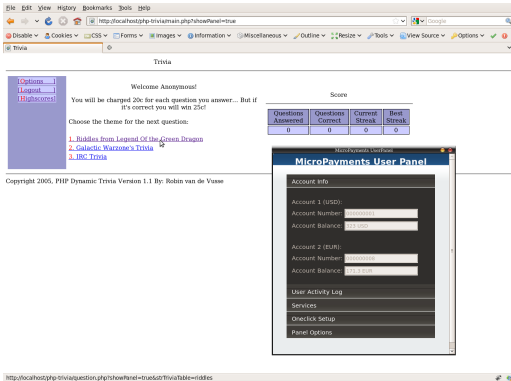 File Edit View History Bookmarks Tools Help
http://localhost/php-trivia/main.php?showPanel=true
Google
Disable Cookies CSS Forms Images Information Miscellaneous Outline Resize Tools View Source Options
Trivia
Trivia
[Options ]
[Logout ]
[Highscores]
Welcome Anonymous!
You will be charged 20c for each question you answer... But if
it's correct you will win 25c!
Choose the theme for the next question:
1. Riddles from Legend Of the Green Dragon
2. Galactic Warzone's Trivia
3. IRC Trivia
Score
Questions Answered Questions Correct Current Streak Best Streak
0 0 0 0
Copyright 2005, PHP Dynamic Trivia Version 1.1 By: Robin van de Vusse
MicroPayments UserPanel
MicroPayments User Panel
Account Info
Account 1 (USD):
Account Number: 000000001
Account Balance: 323 USD
Account 2 (EUR):
Account Number: 000000008
Account Balance: 171.3 EUR
User Activity Log
Services
Oneclick Setup
Panel Options
http://localhost/php-trivia/question.php?showPanel=true&strTriviaTable=riddles